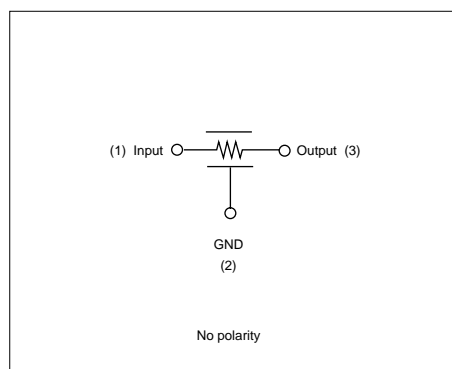 (1) Input Output (3)
GND
(2)
No polarity